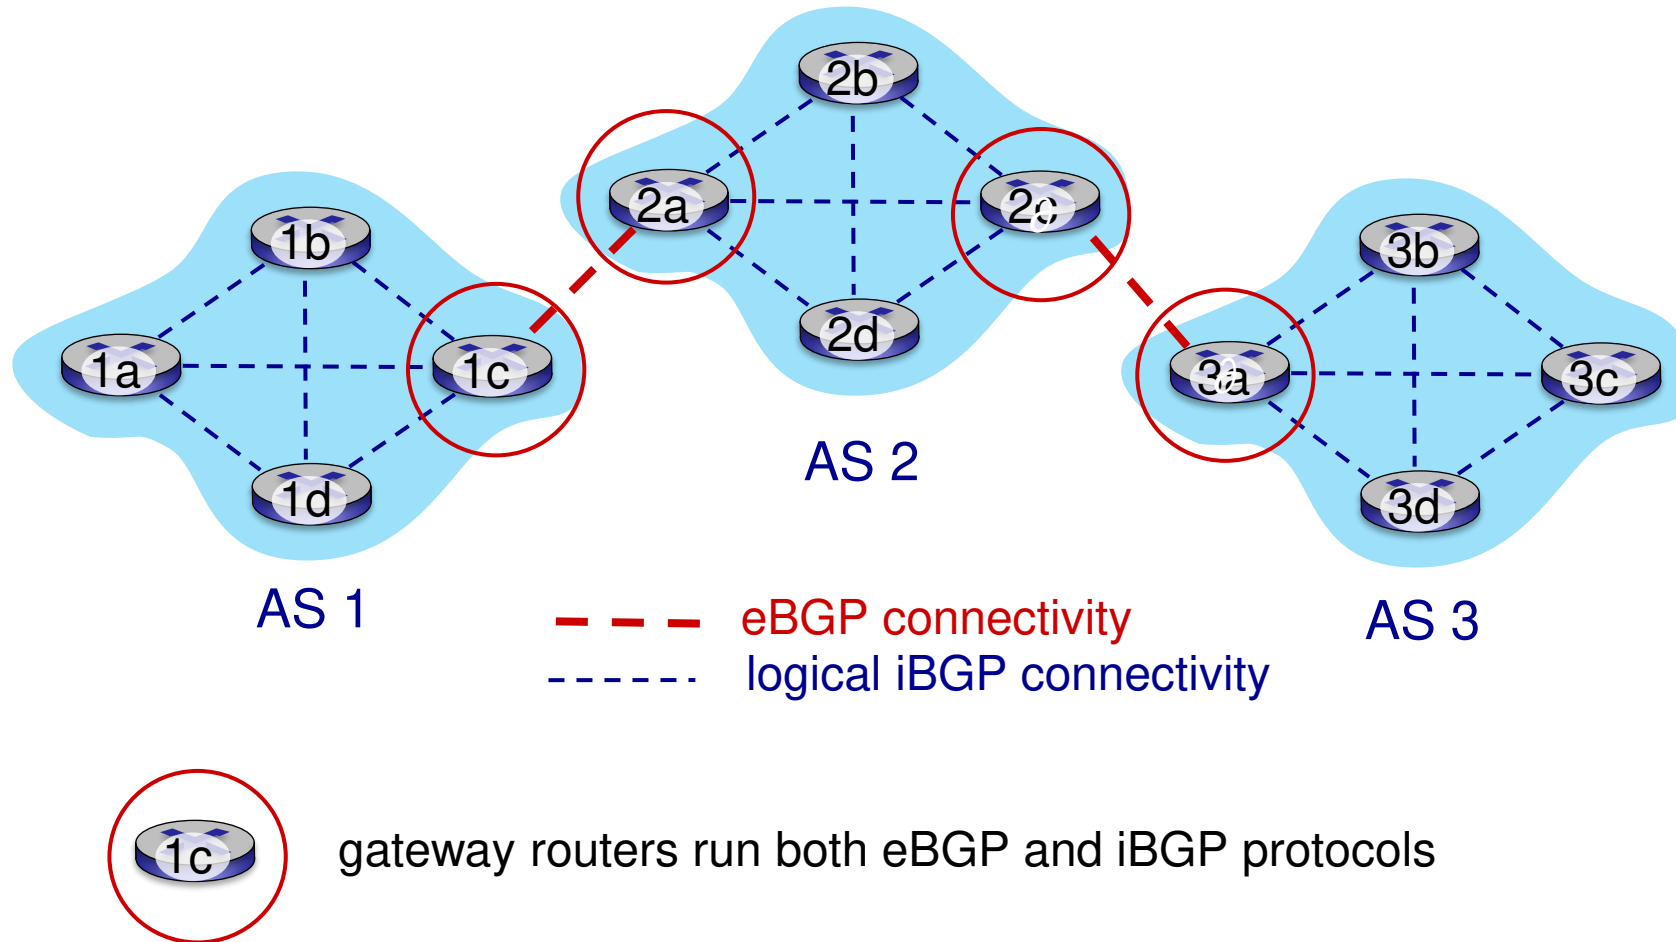 2b
2a
2c
2d
1b
1a
1c
1d
3b
3a
3c
3d
AS 2
AS 1
AS 3
eBGP connectivity
logical iBGP connectivity
1c
gateway routers run both eBGP and iBGP protocols